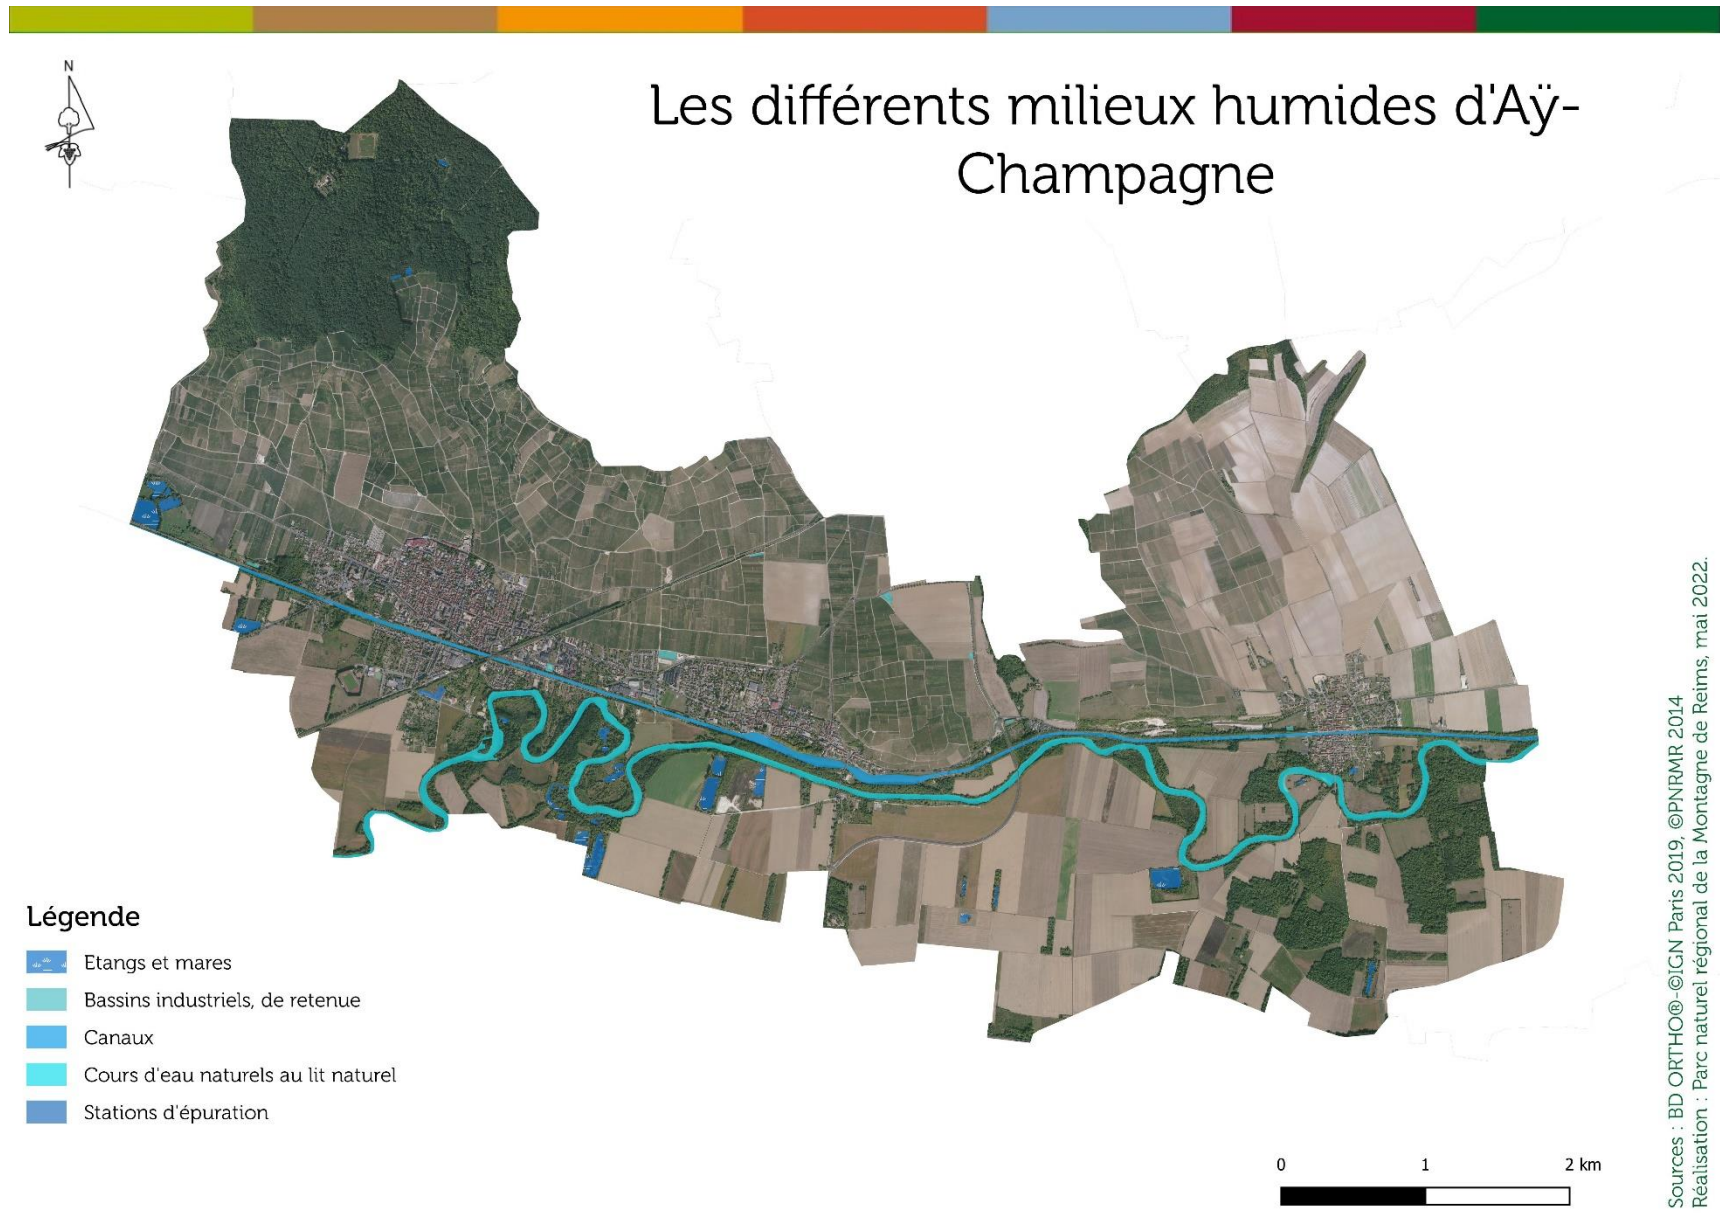 N
Les différents milieux humides d'Aÿ-
Champagne
Légende
Etangs et mares
Bassins industriels, de retenue
Canaux
Cours d'eau naturels au lit naturel
Stations d'épuration
0 1 2 km
Sources : BD ORTHO®-©IGN Paris 2019, ©PNRMR 2014
Réalisation : Parc naturel régional de la Montagne de Reims, mai 2022.